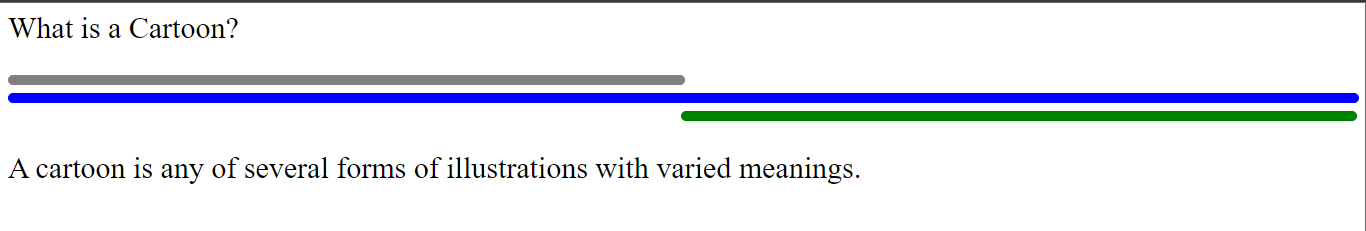 What is a Cartoon?
A cartoon is any of several forms of illustrations with varied meanings.